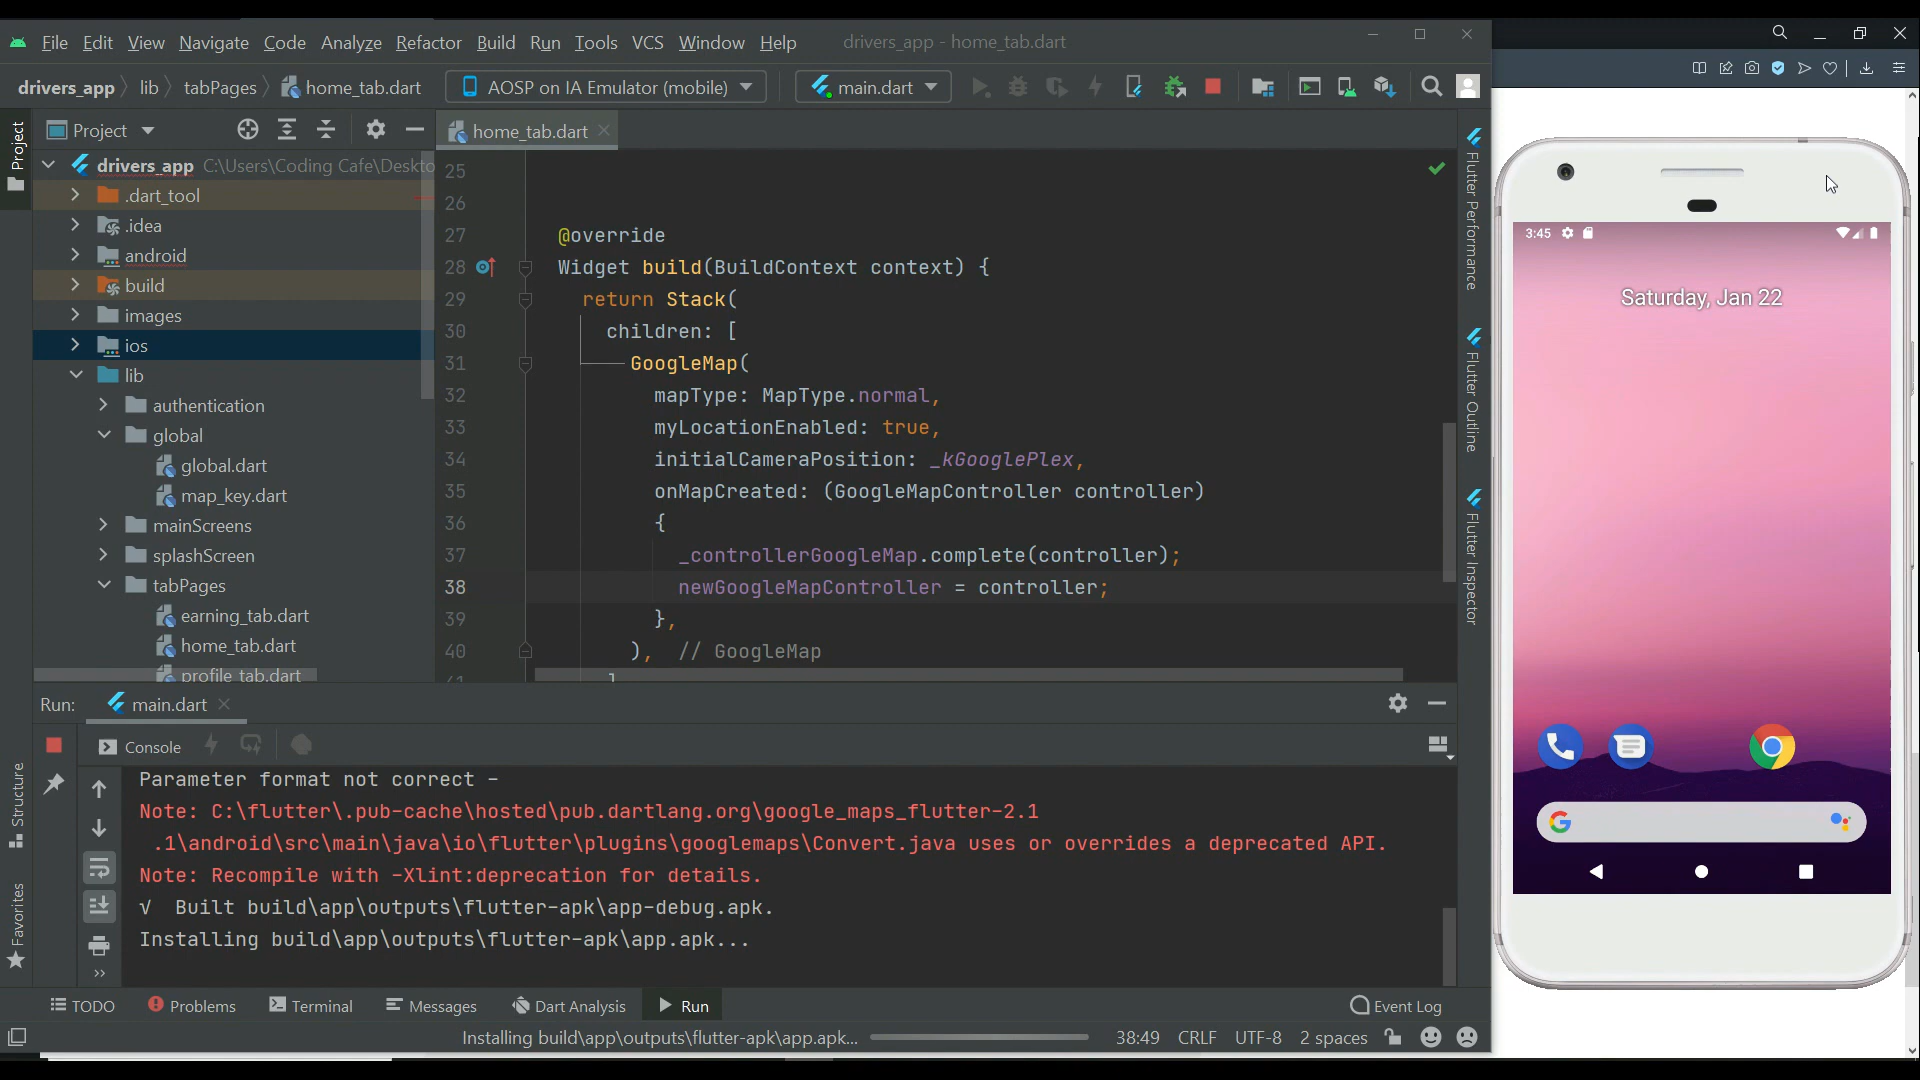 File Edit View Navigate Code Analyze Refactor Build Run Tools VCS Window Help drivers_app - home_tab.dart
drivers_app lib tabPages home_tab.dart AOSP on IA Emulator (mobile) main.dart
Project
Project
home_tab.dart
drivers_app C:\Users\Coding Cafe\Deskto
.dart_tool
.idea
android
build
images
ios
lib
authentication
global
global.dart
map_key.dart
mainScreens
splashScreen
tabPages
earning_tab.dart
home_tab.dart
profile_tab.dart
25
26
27 @override
28 Widget build(BuildContext context) {
29 return Stack(
30 children: [
31 GoogleMap(
32 mapType: MapType.normal,
33 myLocationEnabled: true,
34 initialCameraPosition: _kGooglePlex,
35 onMapCreated: (GoogleMapController controller)
36 {
37 _controllerGoogleMap.complete(controller);
38 newGoogleMapController = controller;
39 },
40 ), // GoogleMap
41 ]
Flutter Performance
Flutter Outline
Flutter Inspector
3:45
Saturday, Jan 22
Run: main.dart
Console
Parameter format not correct -
Note: C:\flutter\.pub-cache\hosted\pub.dartlang.org\google_maps_flutter-2.1
.1\android\src\main\java\io\flutter\plugins\googlemaps\Convert.java uses or overrides a deprecated API.
Note: Recompile with -Xlint:deprecation for details.
√ Built build\app\outputs\flutter-apk\app-debug.apk.
Installing build\app\outputs\flutter-apk\app.apk...
Structure
Favorites
TODO Problems Terminal Messages Dart Analysis Run Event Log
Installing build\app\outputs\flutter-apk\app.apk... 38:49 CRLF UTF-8 2 spaces